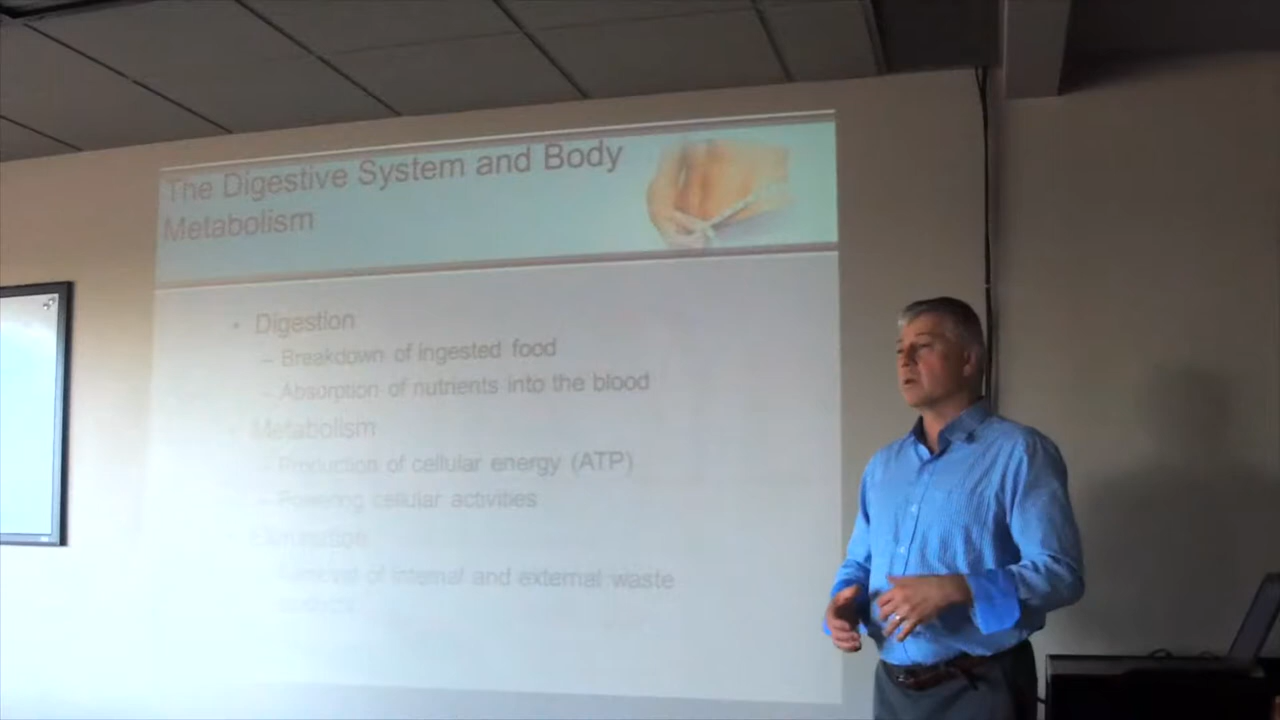 The Digestive System and Body
Metabolism
• Digestion
– Breakdown of ingested food
– Absorption of nutrients into the blood
Metabolism
– Production of cellular energy (ATP)
– Powering cellular activities
Elimination
Removal of internal and external waste